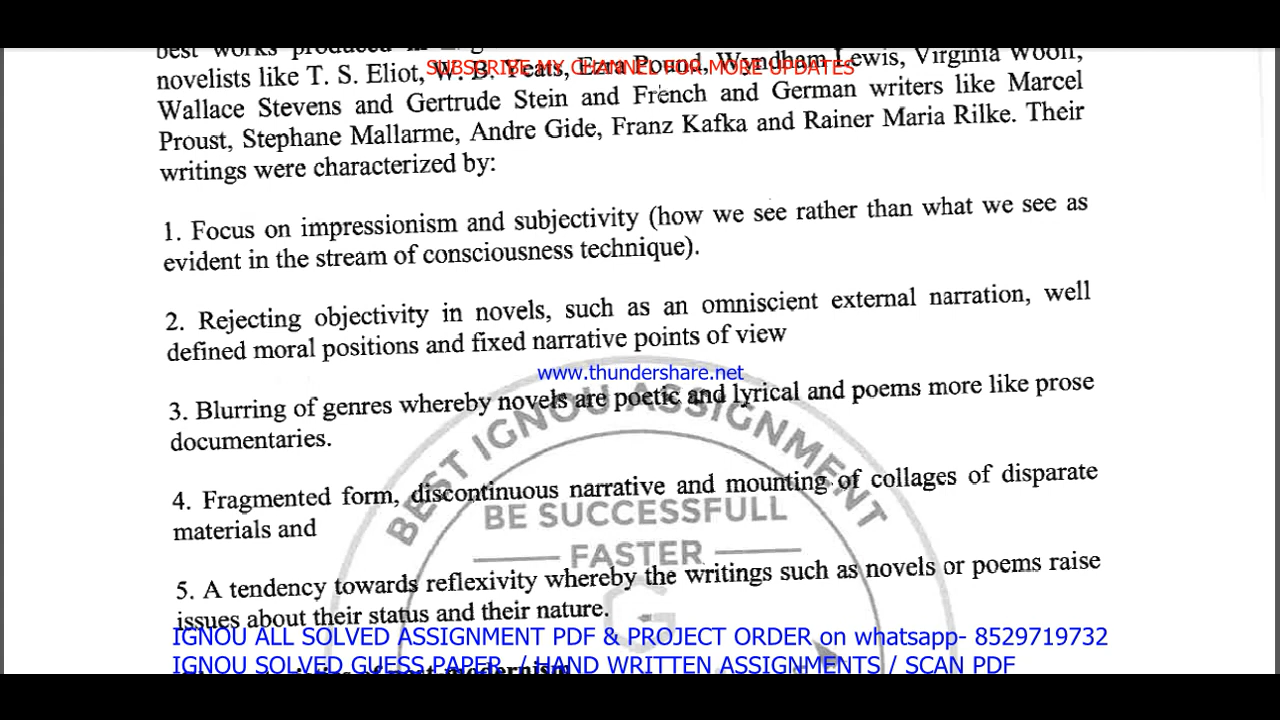 best works produced in
novelists like T. S. Eliot, W. B. Yeats, Ezra Pound, Wyndham Lewis, Virginia Woolf,
SUBSCRIBE MY CHANNEL FOR MORE UPDATES
Wallace Stevens and Gertrude Stein and French and German writers like Marcel
Proust, Stephane Mallarme, Andre Gide, Franz Kafka and Rainer Maria Rilke. Their
writings were characterized by:
1. Focus on impressionism and subjectivity (how we see rather than what we see as
evident in the stream of consciousness technique).
2. Rejecting objectivity in novels, such as an omniscient external narration, well
defined moral positions and fixed narrative points of view
www.thundershare.net
3. Blurring of genres whereby novels are poetic and lyrical and poems more like prose
documentaries.
BEST IGNOU ASSIGNMENT
4. Fragmented form, discontinuous narrative and mounting of collages of disparate
materials and
BE SUCCESSFULL
FASTER
G
5. A tendency towards reflexivity whereby the writings such as novels or poems raise
issues about their status and their nature.
IGNOU ALL SOLVED ASSIGNMENT PDF & PROJECT ORDER on whatsapp- 8529719732
IGNOU SOLVED GUESS PAPER / HAND WRITTEN ASSIGNMENTS / SCAN PDF
modernism